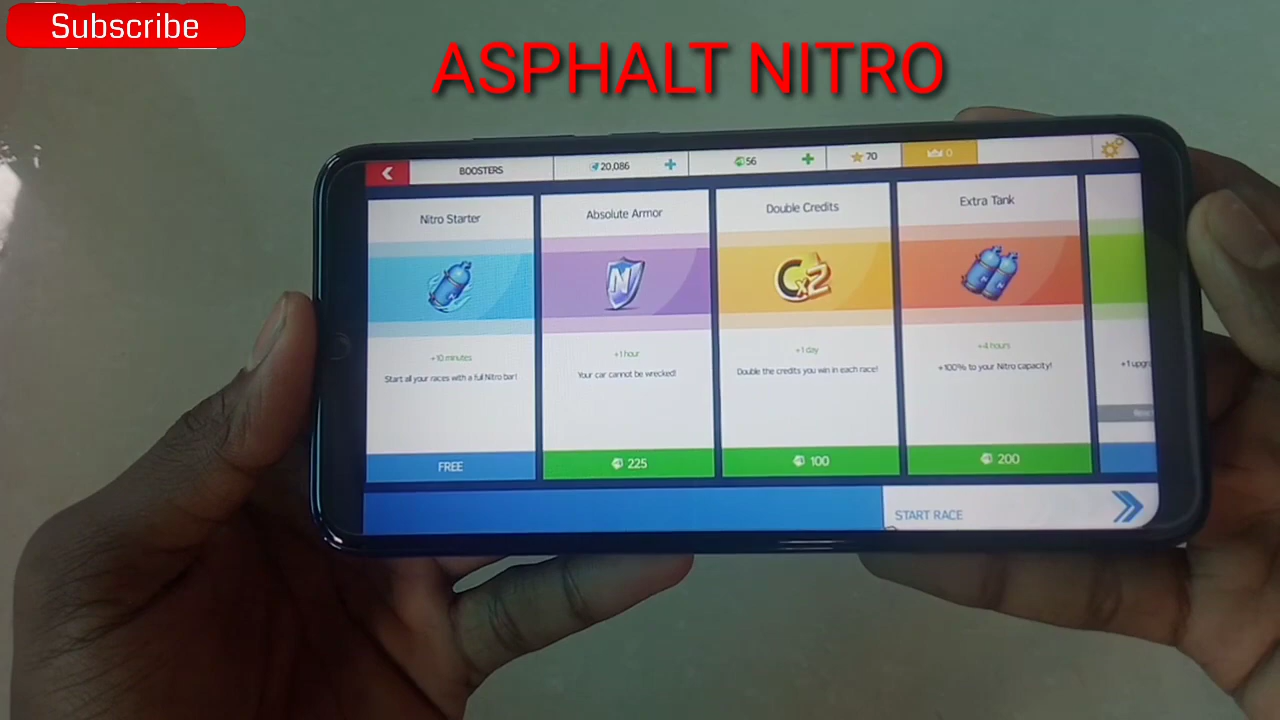 Subscribe
ASPHALT NITRO
BOOSTERS
20,086
56
70
0
Nitro Starter
Absolute Armor
Double Credits
Extra Tank
N
Cx2
+10 minutes
+1 hour
+1 day
+4 hours
Start all your races with a full Nitro bar!
Your car cannot be wrecked!
Double the credits you win in each race!
+100% to your Nitro capacity!
FREE
225
100
200
START RACE